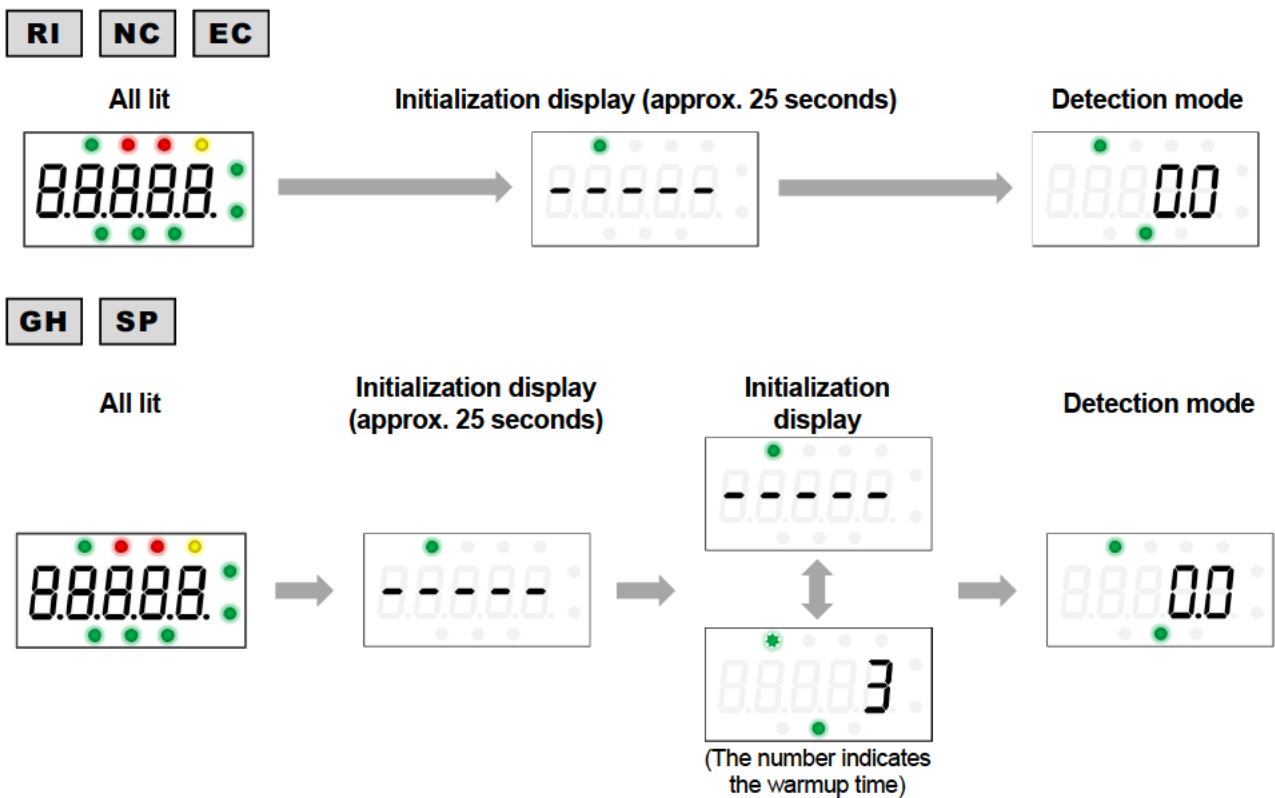 RI NC EC
All lit
Initialization display (approx. 25 seconds)
Detection mode
8.8.8.8.8.
- - - - -
0.0
GH SP
All lit
Initialization display
(approx. 25 seconds)
Initialization
display
Detection mode
8.8.8.8.8.
- - - - -
- - - - -
0.0
3
(The number indicates
the warmup time)